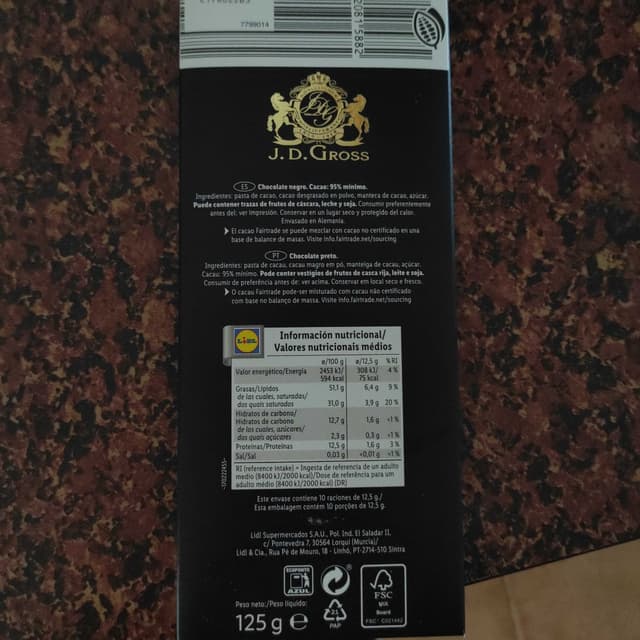 7799014
J. D. GROSS
ES Chocolate negro. Cacao: 95% mínimo.
Ingredientes: pasta de cacao, cacao desgrasado en polvo, manteca de cacao, azúcar.
Puede contener trazas de frutos de cáscara, leche y soja. Consumir preferentemente
antes del: ver impresión. Conservar en un lugar seco y protegido del calor.
Envasado en Alemania.
El cacao Fairtrade se puede mezclar con cacao no certificado en una
base de balance de masas. Visite info.fairtrade.net/sourcing
PT Chocolate preto.
Ingredientes: pasta de cacau, cacau magro em pó, manteiga de cacau, açúcar.
Cacau: 95% mínimo. Pode conter vestígios de frutos de casca rija, leite e soja.
Consumir de preferência antes de: ver acima. Conservar em local seco e fresco.
O cacau Fairtrade pode-ser misturado com cacau não certificado
com base no balanço de massa. Visite info.fairtrade.net/sourcing
LIDL
Información nutricional/
Valores nutricionais médios
ø/100 g ø/12,5 g %RI
Valor energético/Energia 2453 kJ/ 308 kJ/ 4 %
594 kcal 75 kcal
Grasas/Lípidos 51,1 g 6,4 g 9 %
de las cuales, saturadas/
dos quais saturados 31,0 g 3,9 g 20 %
Hidratos de carbono/
Hidratos de carbono 12,7 g 1,6 g <1 %
de los cuales, azúcares/
dos quais açúcares 2,3 g 0,3 g <1 %
Proteínas/Proteínas 12,5 g 1,6 g 3 %
Sal/Sal 0,03 g <0,01 g <1 %
RI (reference intake) = Ingesta de referencia de un adulto
medio (8400 kJ/2000 kcal)/Dose de referência para um
adulto médio (8400 kJ/2000 kcal) (DR)
Este envase contiene 10 raciones de 12,5 g./
Esta embalagem contém 10 porções de 12,5 g.
Lidl Supermercados S.A.U., Pol. Ind. El Saladar II,
c/ Pontevedra 7, 30564 Lorquí (Murcia)/
Lidl & Cia., Rua Pé de Mouro, 18 - Linhó, PT-2714-510 Sintra
ECOPONTO
AZUL
21
PAP
FSC
MIX
Board
FSC® C021442
Peso neto:/Peso líquido:
125 g e